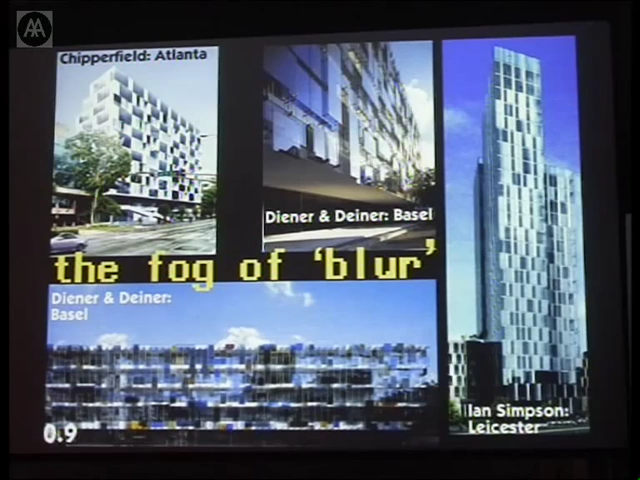 AA
Chipperfield: Atlanta
Diener & Deiner: Basel
the fog of 'blur'
Diener & Deiner:
Basel
Ian Simpson:
Leicester
0.9